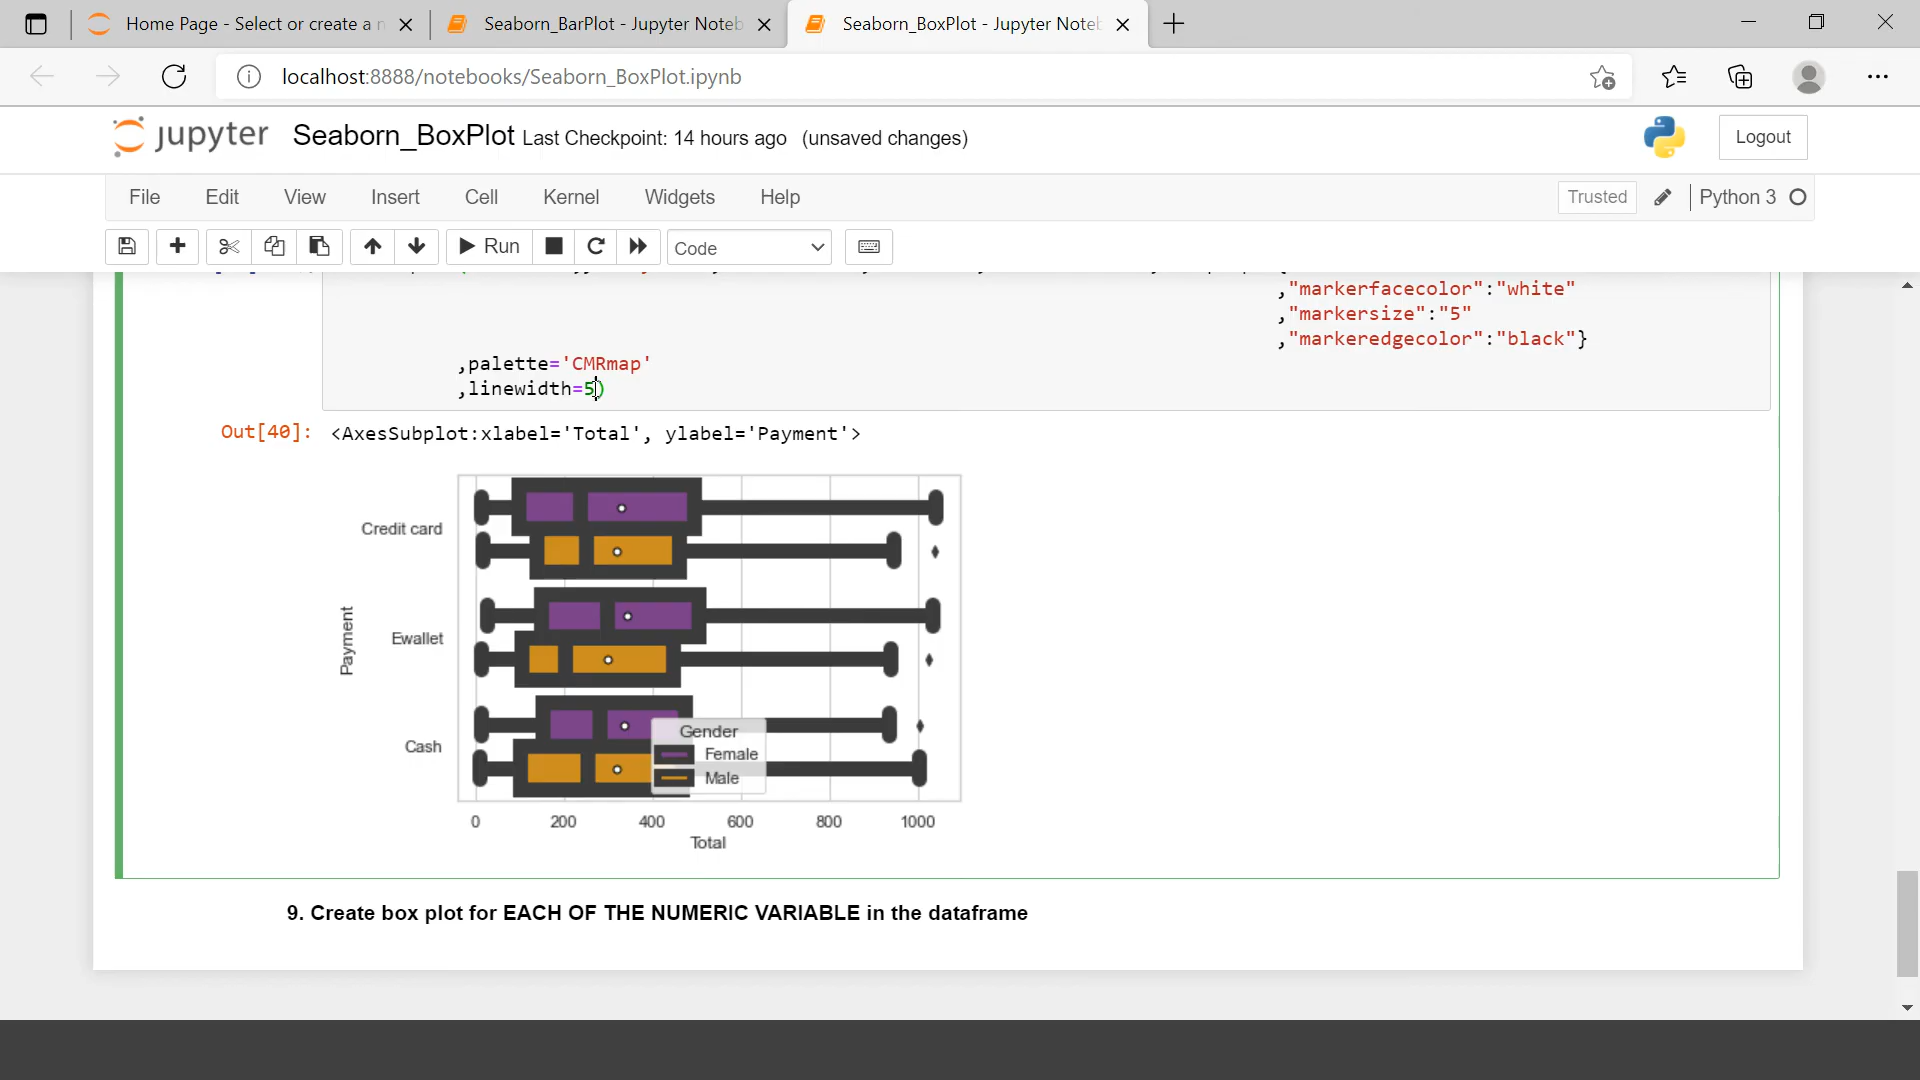 Home Page - Select or create a n
Seaborn_BarPlot - Jupyter Noteb
Seaborn_BoxPlot - Jupyter Noteb
localhost:8888/notebooks/Seaborn_BoxPlot.ipynb
jupyter Seaborn_BoxPlot Last Checkpoint: 14 hours ago (unsaved changes)
Logout
File Edit View Insert Cell Kernel Widgets Help
Trusted Python 3
Run Code
,"markerfacecolor":"white"
,"markersize":"5"
,"markeredgecolor":"black"}
,palette='CMRmap'
,linewidth=5)
Out[40]: <AxesSubplot:xlabel='Total', ylabel='Payment'>
Credit card
Ewallet
Cash
Payment
Gender
Female
Male
0 200 400 600 800 1000
Total
9. Create box plot for EACH OF THE NUMERIC VARIABLE in the dataframe